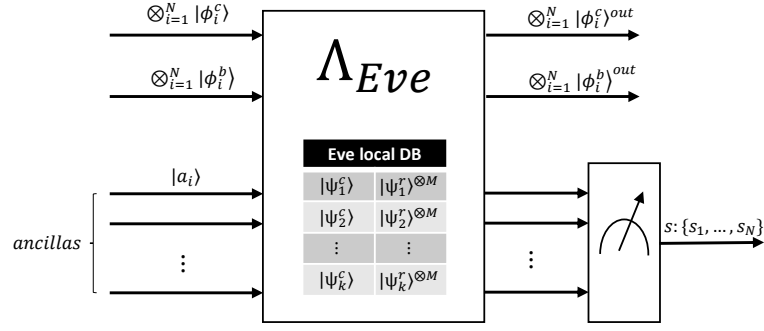 ⊗_{i=1}^{N} |ϕ_i^c⟩
⊗_{i=1}^{N} |ϕ_i^c⟩^{out}
⊗_{i=1}^{N} |ϕ_i^b⟩
⊗_{i=1}^{N} |ϕ_i^b⟩^{out}
Λ_{Eve}
Eve local DB
|ψ_1^c⟩ |ψ_1^r⟩^{⊗M}
|ψ_2^c⟩ |ψ_2^r⟩^{⊗M}
⋮ ⋮
|ψ_k^c⟩ |ψ_k^r⟩^{⊗M}
|a_i⟩
ancillas
⋮
⋮
s: {s_1, … , s_N}